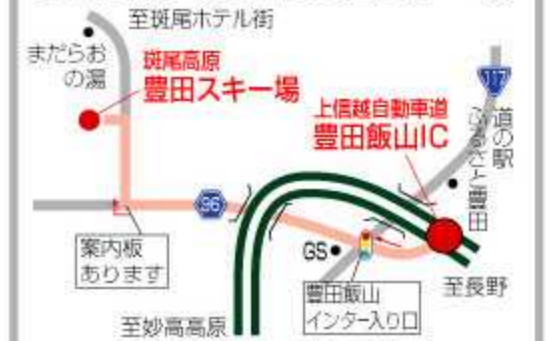 至斑尾ホテル街
まだらお
の湯
斑尾高原
豊田スキー場
117
上信越自動車道
豊田飯山IC
道の駅
ふるさと豊田
96
案内板
あります
GS
豊田飯山
インター入り口
至長野
至妙高高原